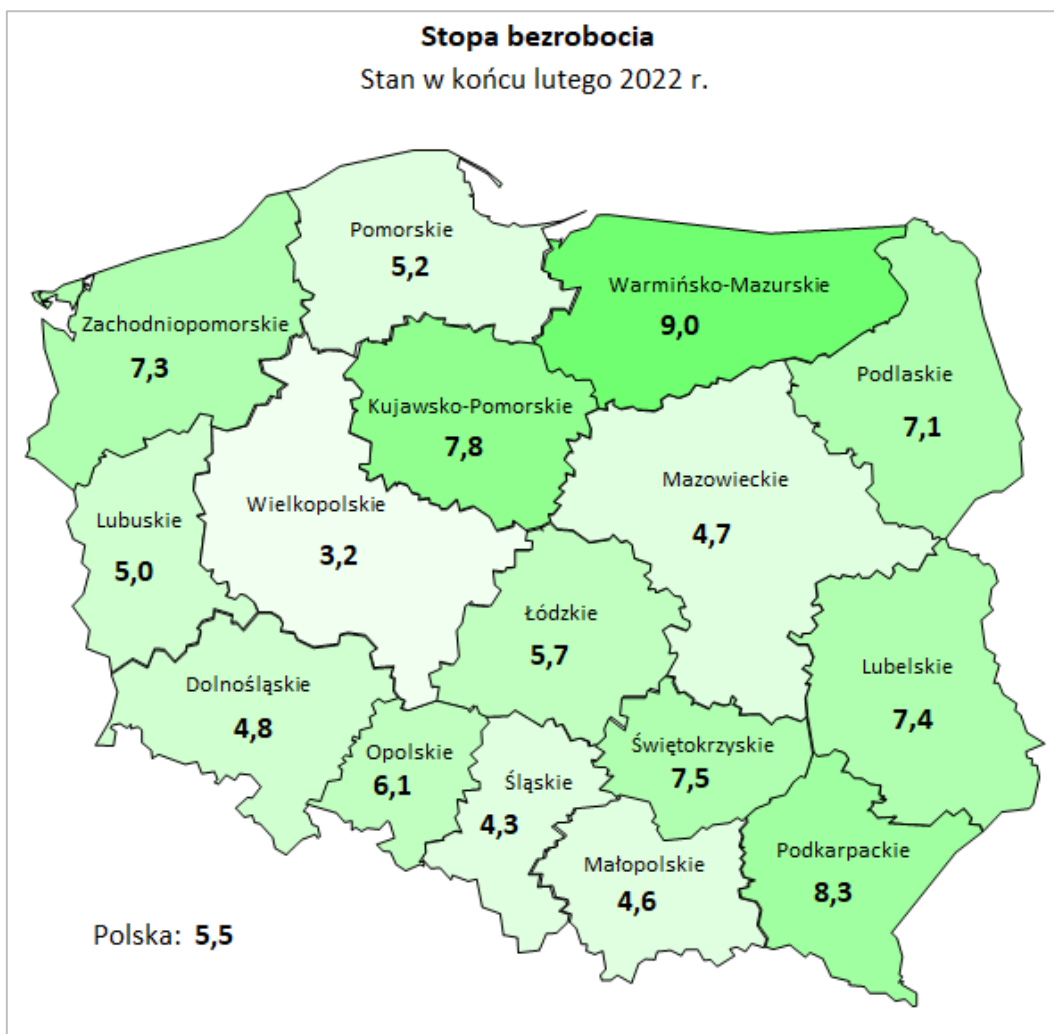 Stopa bezrobocia
Stan w końcu lutego 2022 r.
Pomorskie
5,2
Warmińsko-Mazurskie
9,0
Zachodniopomorskie
7,3
Podlaskie
7,1
Kujawsko-Pomorskie
7,8
Mazowieckie
4,7
Wielkopolskie
3,2
Lubuskie
5,0
Łódzkie
5,7
Lubelskie
7,4
Dolnośląskie
4,8
Opolskie
6,1
Śląskie
4,3
Świętokrzyskie
7,5
Małopolskie
4,6
Podkarpackie
8,3
Polska: 5,5